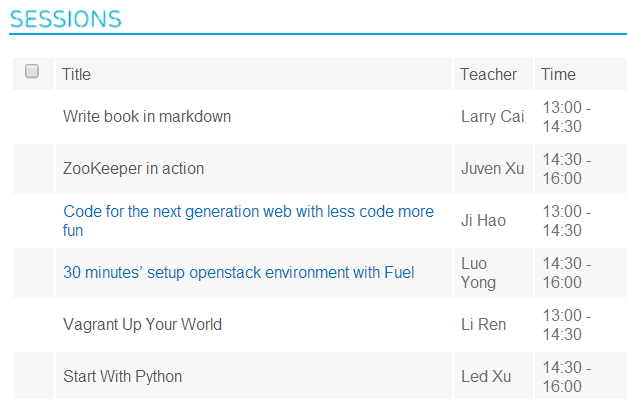 SESSIONS
Title Teacher Time
Write book in markdown Larry Cai 13:00 -
14:30
ZooKeeper in action Juven Xu 14:30 -
16:00
Code for the next generation web with less code more
fun Ji Hao 13:00 -
14:30
30 minutes’ setup openstack environment with Fuel Luo
Yong 14:30 -
16:00
Vagrant Up Your World Li Ren 13:00 -
14:30
Start With Python Led Xu 14:30 -
16:00